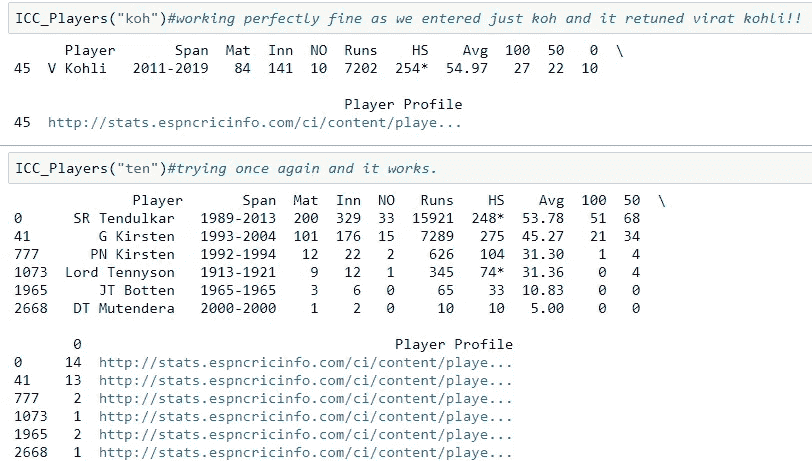 ICC_Players("koh")#working perfectly fine as we entered just koh and it retuned virat kohli!!
Player Span Mat Inn NO Runs HS Avg 100 50 0 \
45 V Kohli 2011-2019 84 141 10 7202 254* 54.97 27 22 10
Player Profile
45 http://stats.espncricinfo.com/ci/content/playe...
ICC_Players("ten")#trying once again and it works.
Player Span Mat Inn NO Runs HS Avg 100 50 \
0 SR Tendulkar 1989-2013 200 329 33 15921 248* 53.78 51 68
41 G Kirsten 1993-2004 101 176 15 7289 275 45.27 21 34
777 PN Kirsten 1992-1994 12 22 2 626 104 31.30 1 4
1073 Lord Tennyson 1913-1921 9 12 1 345 74* 31.36 0 4
1965 JT Botten 1965-1965 3 6 0 65 33 10.83 0 0
2668 DT Mutendera 2000-2000 1 2 0 10 10 5.00 0 0
0 Player Profile
0 14 http://stats.espncricinfo.com/ci/content/playe...
41 13 http://stats.espncricinfo.com/ci/content/playe...
777 2 http://stats.espncricinfo.com/ci/content/playe...
1073 1 http://stats.espncricinfo.com/ci/content/playe...
1965 2 http://stats.espncricinfo.com/ci/content/playe...
2668 1 http://stats.espncricinfo.com/ci/content/playe...